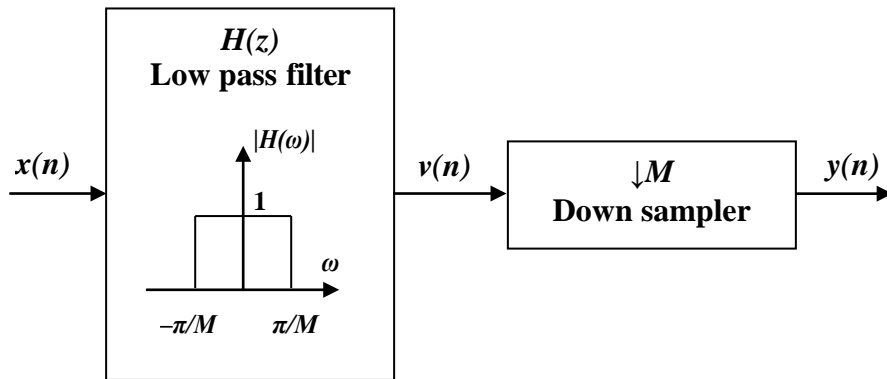 H(z)
Low pass filter
|H(ω)|
x(n)
v(n)
↓M
y(n)
1
Down sampler
ω
–π/M
π/M